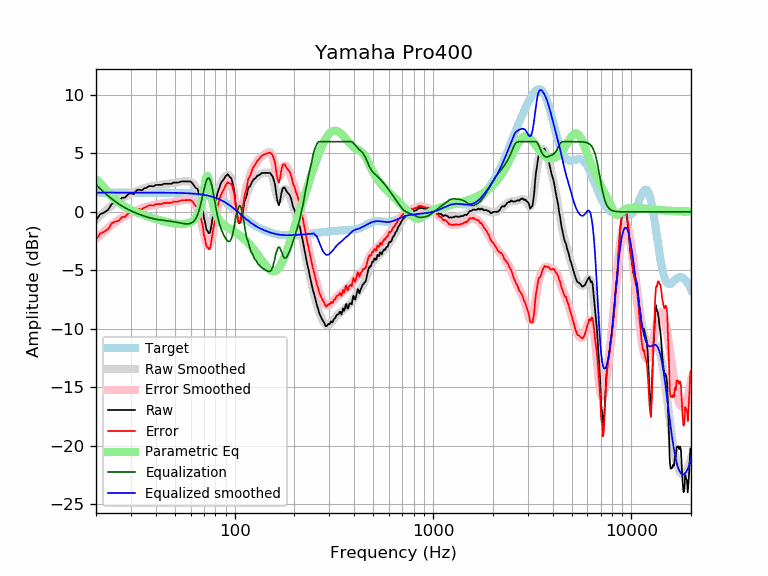 Yamaha Pro400
10
5
0
−5
−10
−15
−20
−25
Amplitude (dBr)
Target
Raw Smoothed
Error Smoothed
Raw
Error
Parametric Eq
Equalization
Equalized smoothed
100
1000
10000
Frequency (Hz)